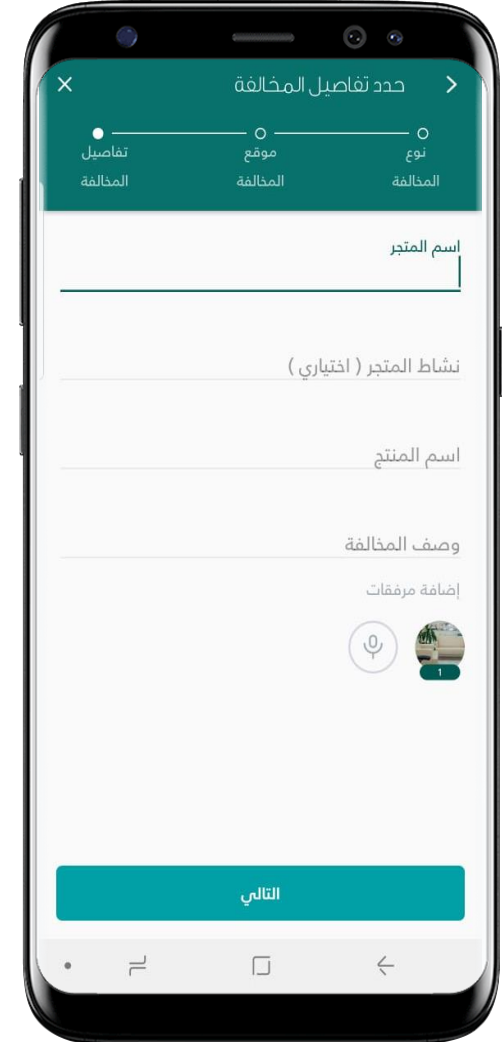 حدد تفاصيل المخالفة
نوع المخالفة
موقع المخالفة
تفاصيل المخالفة
اسم المتجر
نشاط المتجر ( اختياري )
اسم المنتج
وصف المخالفة
إضافة مرفقات
1
التالي